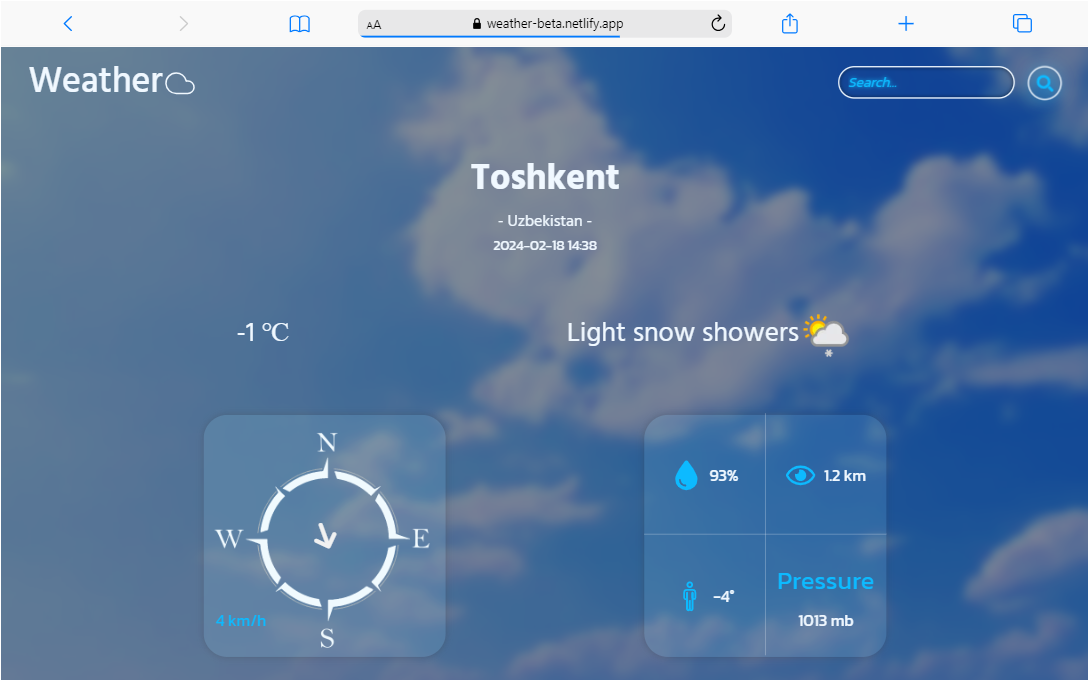 AA weather-beta.netlify.app
Weather
Search...
Toshkent
- Uzbekistan -
2024-02-18 14:38
-1 °C
Light snow showers
N
W E
4 km/h
S
93%
1.2 km
-4°
Pressure
1013 mb